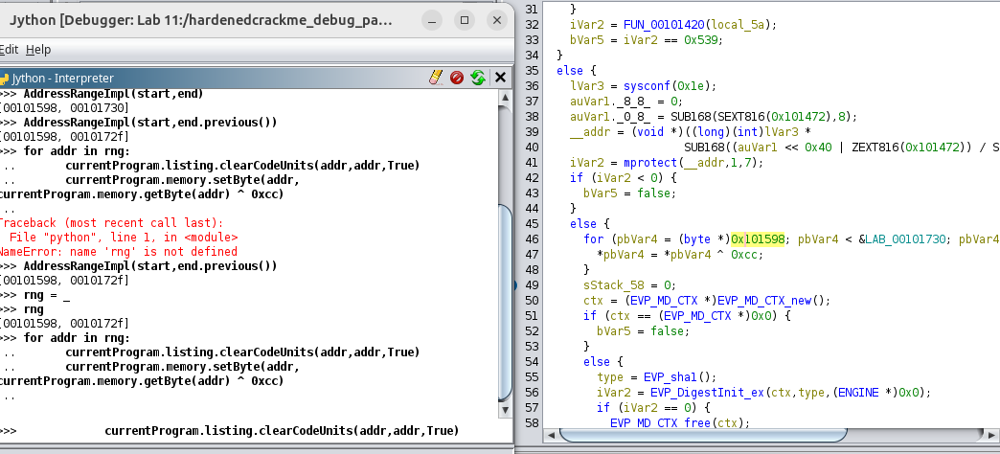 Jython [Debugger: Lab 11:/hardenedcrackme_debug_pa...
Edit Help
Jython - Interpreter
>>> AddressRangeImpl(start,end)
[00101598, 00101730]
>>> AddressRangeImpl(start,end.previous())
[00101598, 0010172f]
>>> for addr in rng:
.. currentProgram.listing.clearCodeUnits(addr,addr,True)
.. currentProgram.memory.setByte(addr,
currentProgram.memory.getByte(addr) ^ 0xcc)
..
Traceback (most recent call last):
File "python", line 1, in <module>
NameError: name 'rng' is not defined
>>> AddressRangeImpl(start,end.previous())
[00101598, 0010172f]
>>> rng = _
>>> rng
[00101598, 0010172f]
>>> for addr in rng:
.. currentProgram.listing.clearCodeUnits(addr,addr,True)
.. currentProgram.memory.setByte(addr,
currentProgram.memory.getByte(addr) ^ 0xcc)
..
>>> currentProgram.listing.clearCodeUnits(addr,addr,True)
31 }
32 iVar2 = FUN_00101420(local_5a);
33 bVar5 = iVar2 == 0x539;
34 }
35 else {
36 lVar3 = sysconf(0x1e);
37 auVar1._8_8_ = 0;
38 auVar1._0_8_ = SUB168(SEXT816(0x101472),8);
39 __addr = (void *)((long)(int)lVar3 *
40 SUB168((auVar1 << 0x40 | ZEXT816(0x101472)) / S
41 iVar2 = mprotect(__addr,1,7);
42 if (iVar2 < 0) {
43 bVar5 = false;
44 }
45 else {
46 for (pbVar4 = (byte *)0x101598; pbVar4 < &LAB_00101730; pbVar4
47 *pbVar4 = *pbVar4 ^ 0xcc;
48 }
49 sStack_58 = 0;
50 ctx = (EVP_MD_CTX *)EVP_MD_CTX_new();
51 if (ctx == (EVP_MD_CTX *)0x0) {
52 bVar5 = false;
53 }
54 else {
55 type = EVP_sha1();
56 iVar2 = EVP_DigestInit_ex(ctx,type,(ENGINE *)0x0);
57 if (iVar2 == 0) {
58 EVP_MD_CTX_free(ctx);